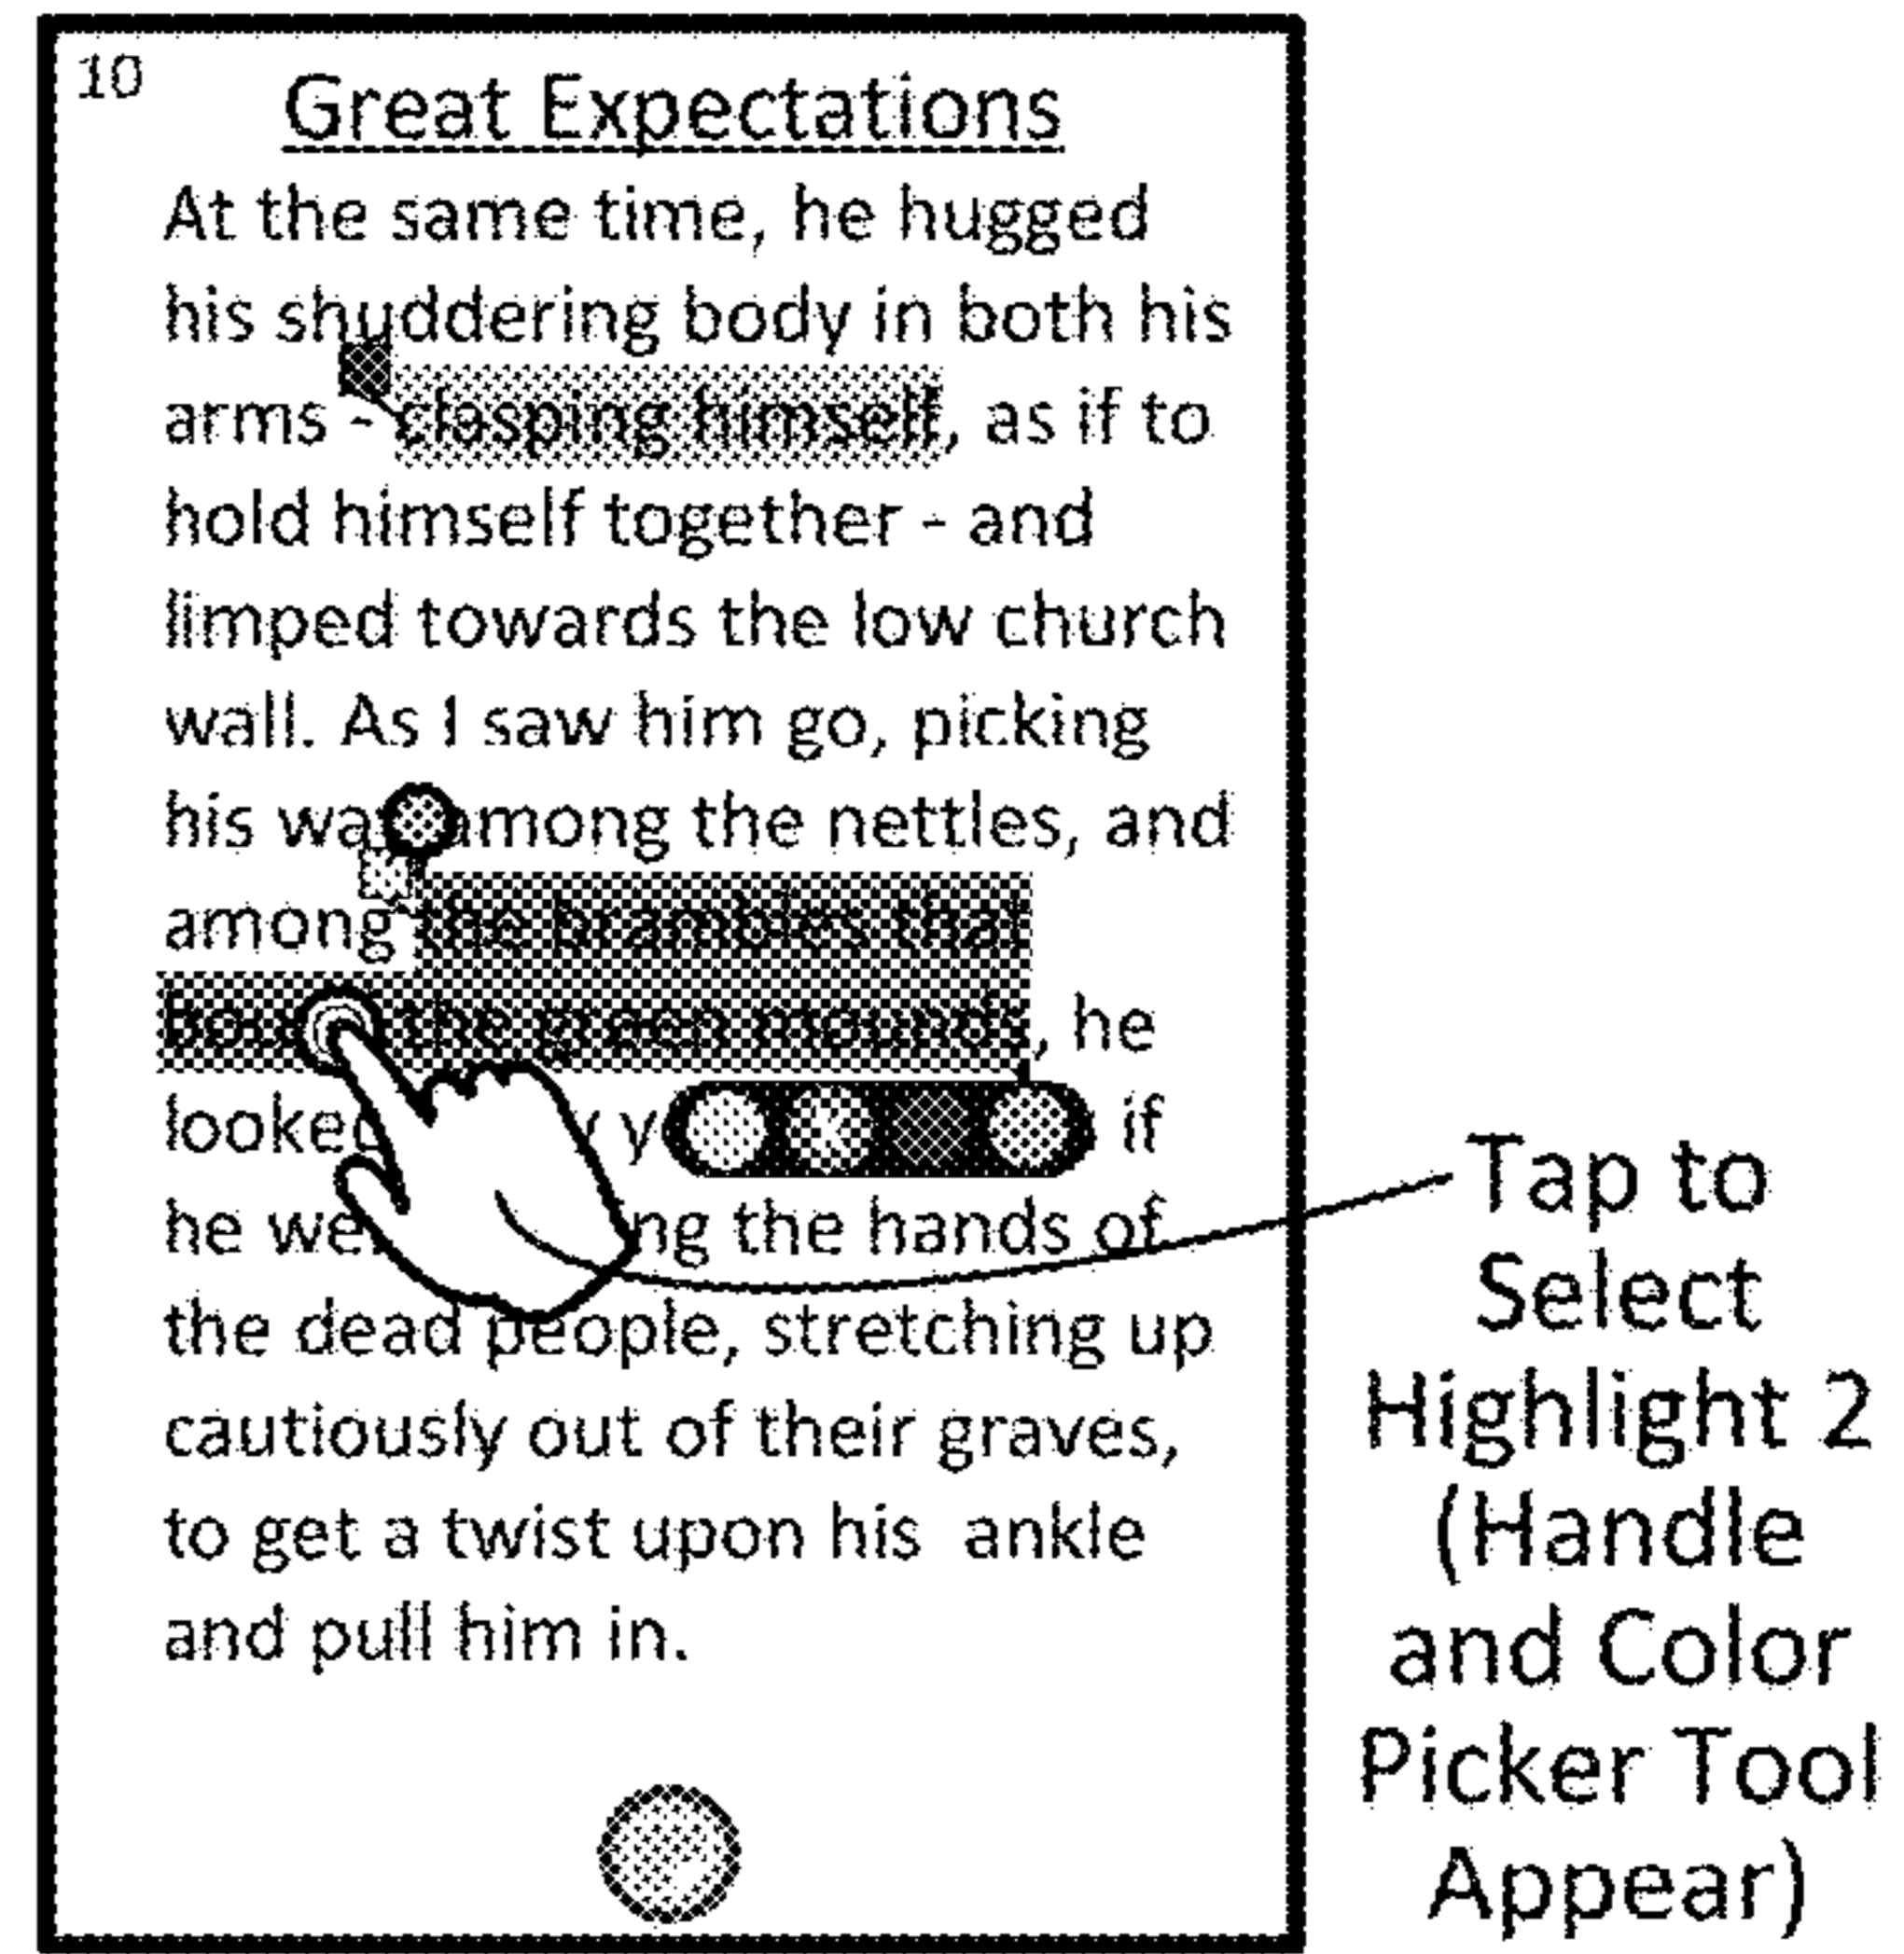 10
Great Expectations
At the same time, he hugged
his shuddering body in both his
arms - clasping himself, as if to
hold himself together - and
limped towards the low church
wall. As I saw him go, picking
his way among the nettles, and
among the brambles that
the green mounds, he
looked if
he the hands of
the dead people, stretching up
cautiously out of their graves,
to get a twist upon his ankle
and pull him in.
Tap to
Select
Highlight 2
(Handle
and Color
Picker Tool
Appear)